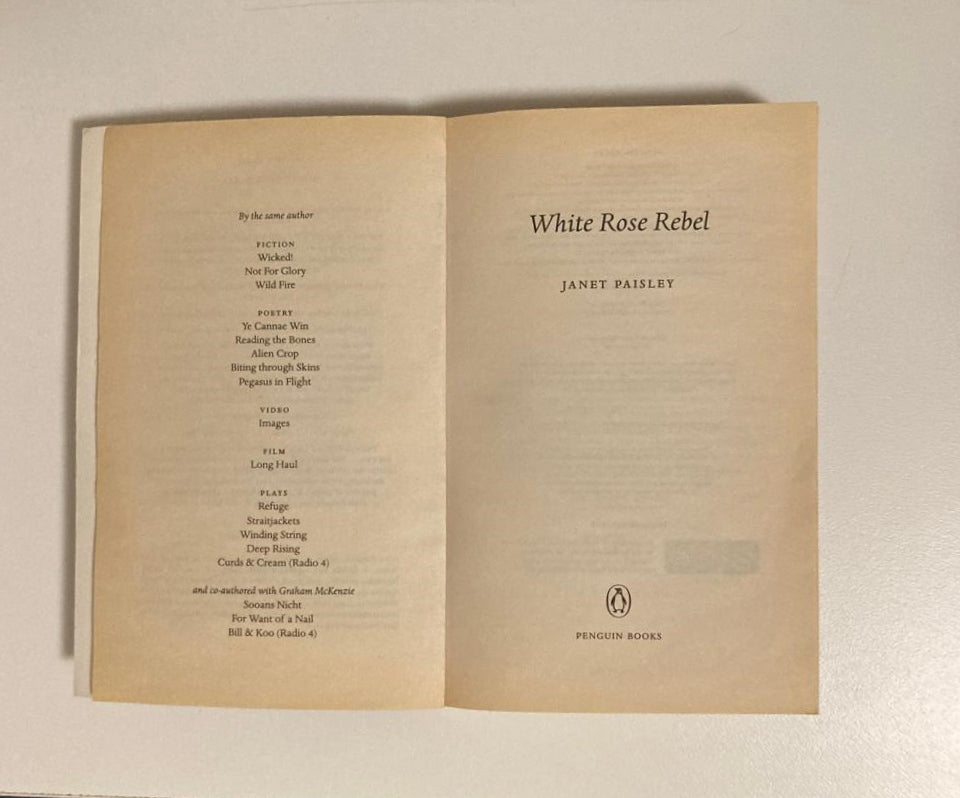 By the same author
FICTION
Wicked!
Not For Glory
Wild Fire
POETRY
Ye Cannae Win
Reading the Bones
Alien Crop
Biting through Skins
Pegasus in Flight
VIDEO
Images
FILM
Long Haul
PLAYS
Refuge
Straitjackets
Winding String
Deep Rising
Curds & Cream (Radio 4)
and co-authored with Graham McKenzie
Sooans Nicht
For Want of a Nail
Bill & Koo (Radio 4)
White Rose Rebel
JANET PAISLEY
PENGUIN BOOKS